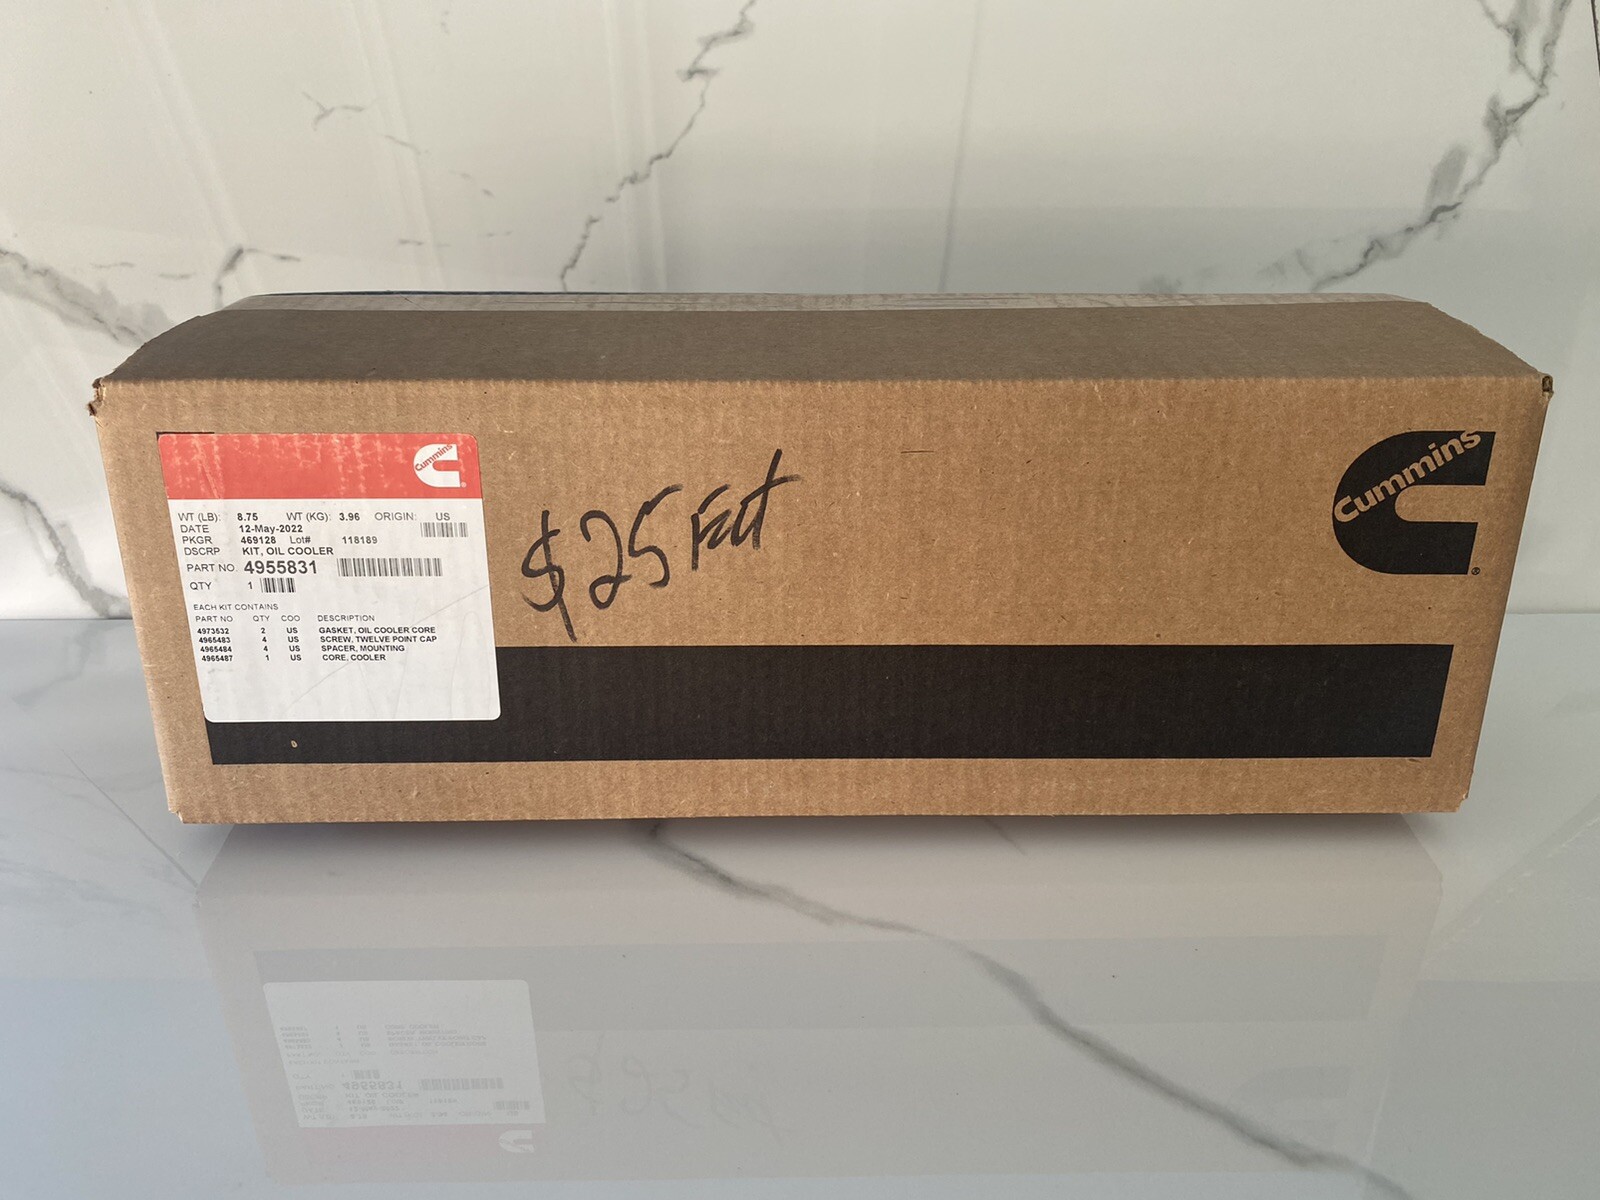 Cummins
WT (LB): 8.75 WT (KG): 3.96 ORIGIN: US
DATE 12-May-2022
PKGR 469128 Lot# 118189
DSCRP KIT, OIL COOLER
PART NO. 4955831
QTY 1
EACH KIT CONTAINS
PART NO QTY COO DESCRIPTION
4973532 2 US GASKET, OIL COOLER CORE
4965483 4 US SCREW, TWELVE POINT CAP
4965484 4 US SPACER, MOUNTING
4965487 1 US CORE, COOLER
$25
Cummins®